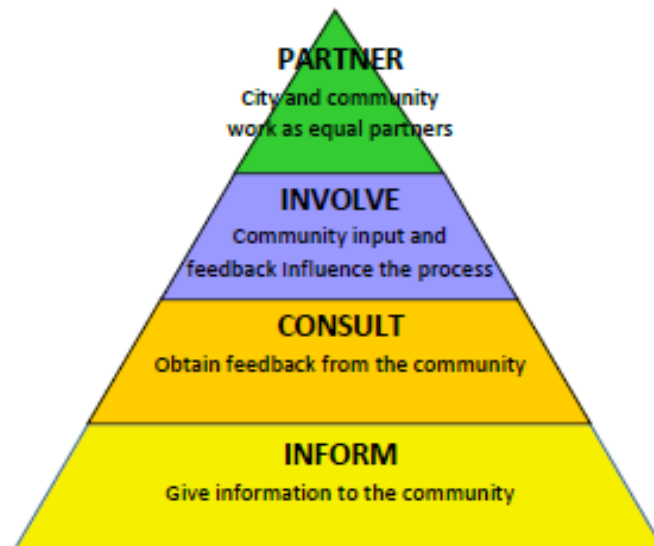 PARTNER
City and community
work as equal partners
INVOLVE
Community input and
feedback Influence the process
CONSULT
Obtain feedback from the community
INFORM
Give information to the community